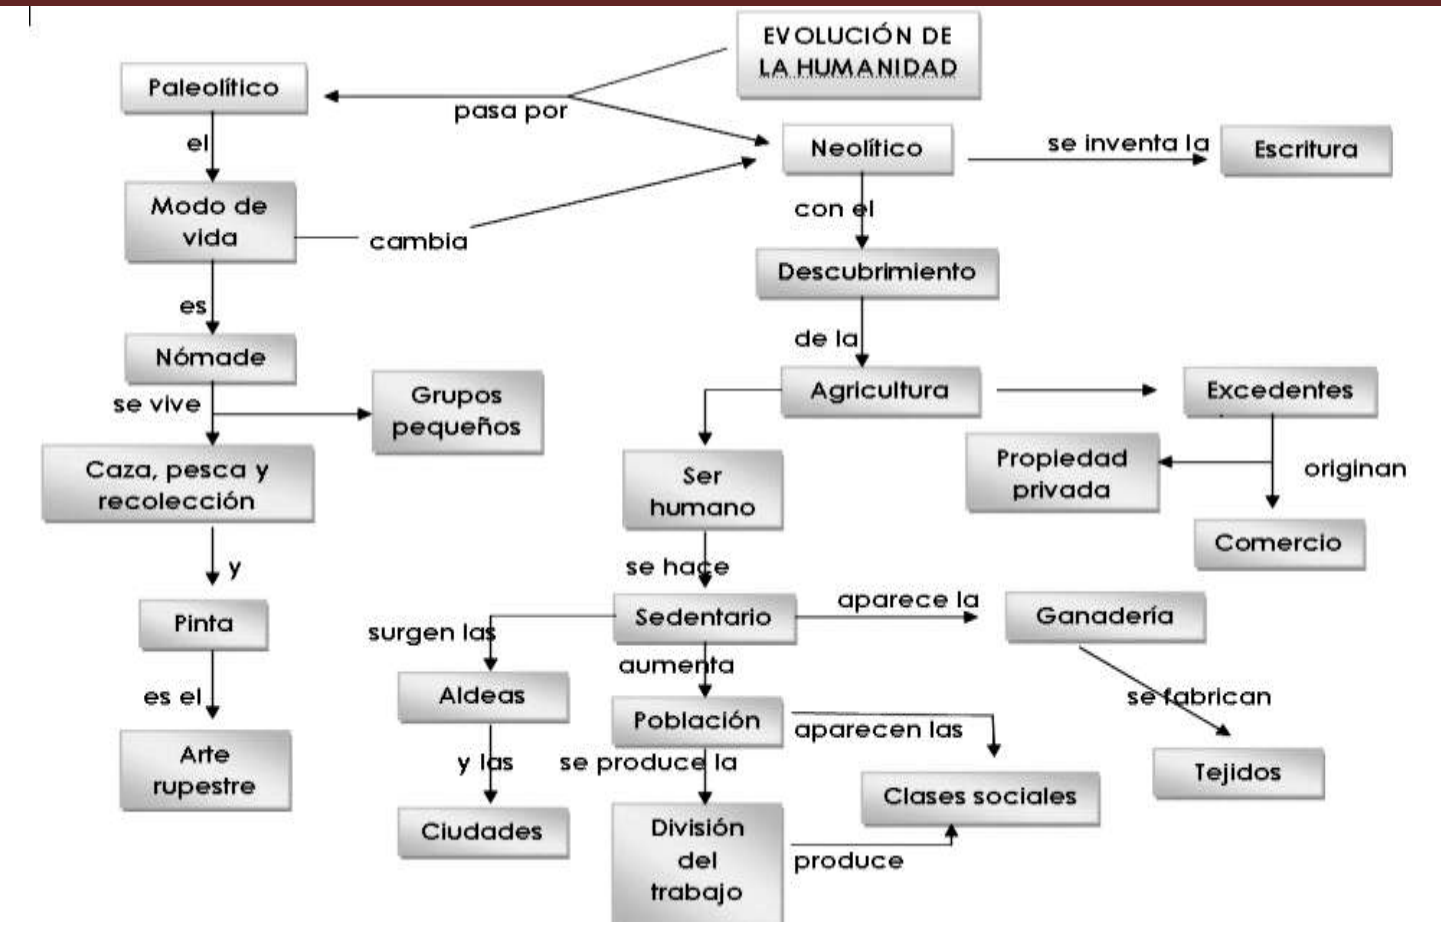 EVOLUCIÓN DE
LA HUMANIDAD
Paleolítico
pasa por
el
Neolítico
se inventa la
Escritura
Modo de
vida
cambia
con el
Descubrimiento
es
de la
Nómade
se vive
Grupos
pequeños
Agricultura
Excedentes
Caza, pesca y
recolección
Ser
humano
Propiedad
privada
originan
Comercio
y
se hace
Pinta
Sedentario
aparece la
Ganadería
surgen las
aumenta
es el
Aldeas
Población
aparecen las
se fabrican
Arte
rupestre
y las
se produce la
Tejidos
Clases sociales
Ciudades
División
del
trabajo
produce